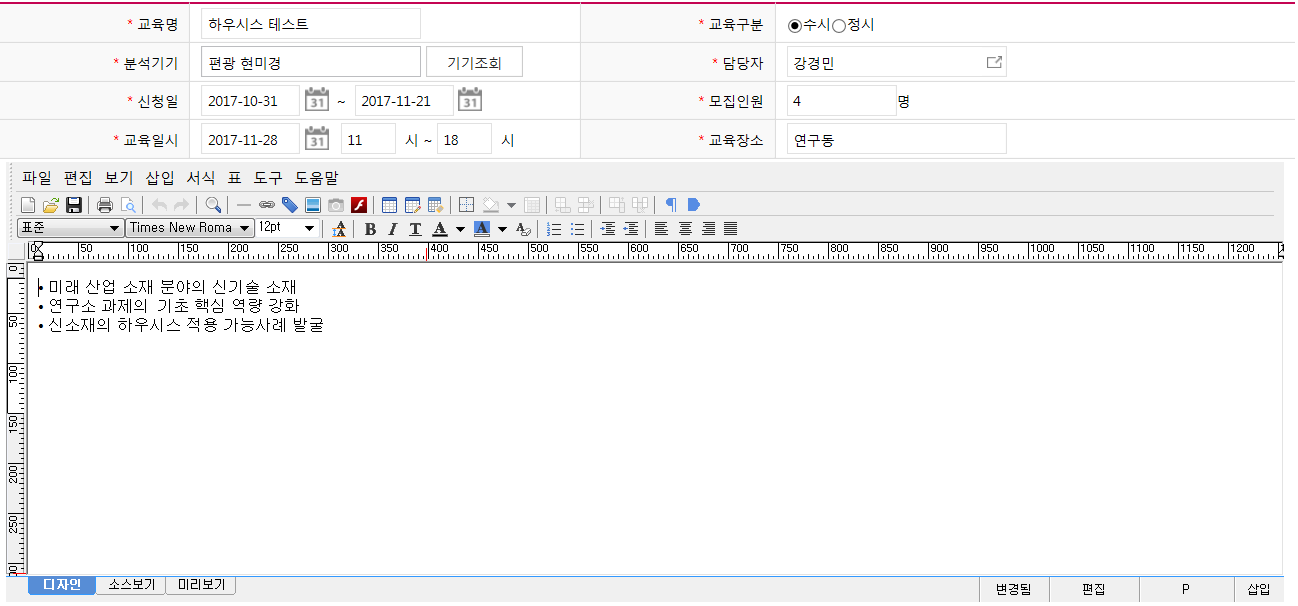 * 교육명 하우시스 테스트 * 교육구분 수시 정시
* 분석기기 편광 현미경 기기조회 * 담당자 강경민
* 신청일 2017-10-31 31 ~ 2017-11-21 31 * 모집인원 4 명
* 교육일시 2017-11-28 31 11 시 ~ 18 시 * 교육장소 연구동
파일 편집 보기 삽입 서식 표 도구 도움말
표준 Times New Roma 12pt 가 B I T A A
0 50 100 150 200 250 300 350 400 450 500 550 600 650 700 750 800 850 900 950 1000 1050 1100 1150 1200
0
• 미래 산업 소재 분야의 신기술 소재
• 연구소 과제의 기초 핵심 역량 강화
50
• 신소재의 하우시스 적용 가능사례 발굴
100
150
200
250
디자인 소스보기 미리보기 변경됨 편집 P 삽입